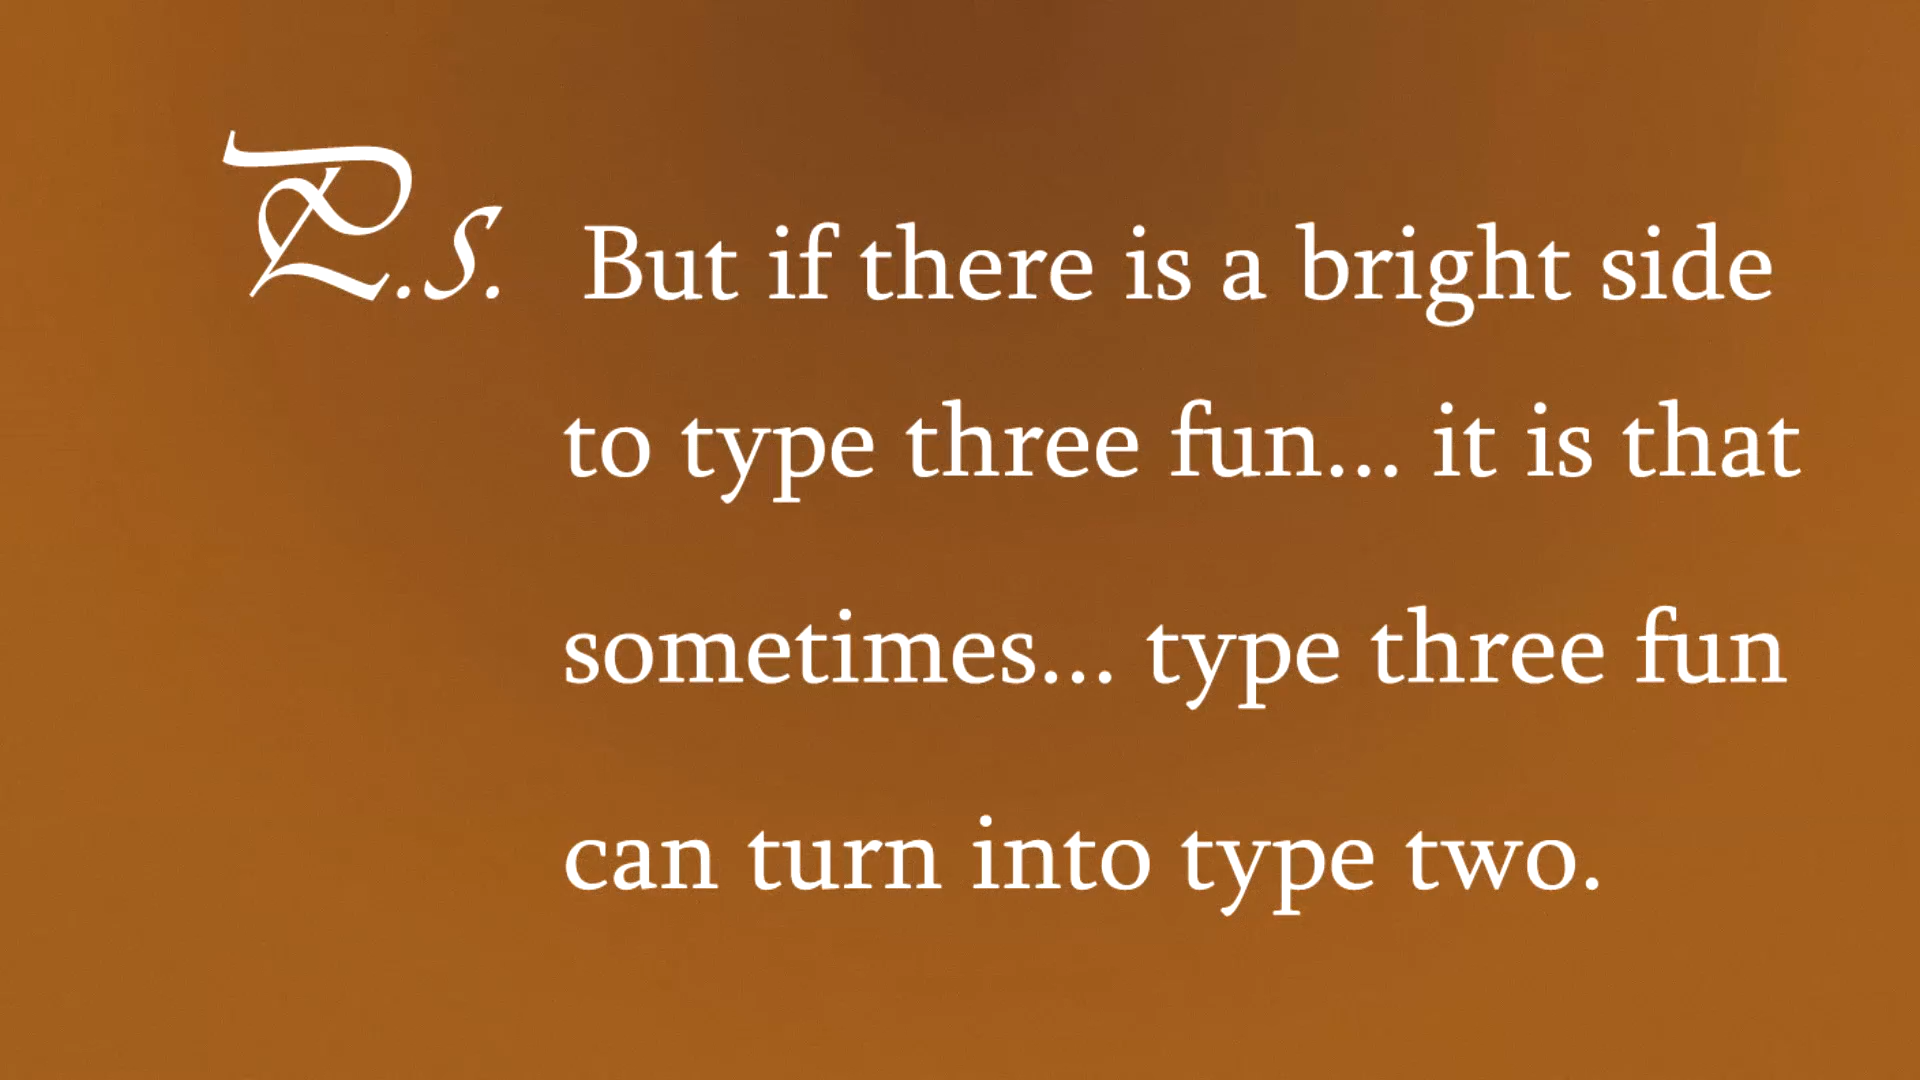 P.S. But if there is a bright side
to type three fun... it is that
sometimes... type three fun
can turn into type two.